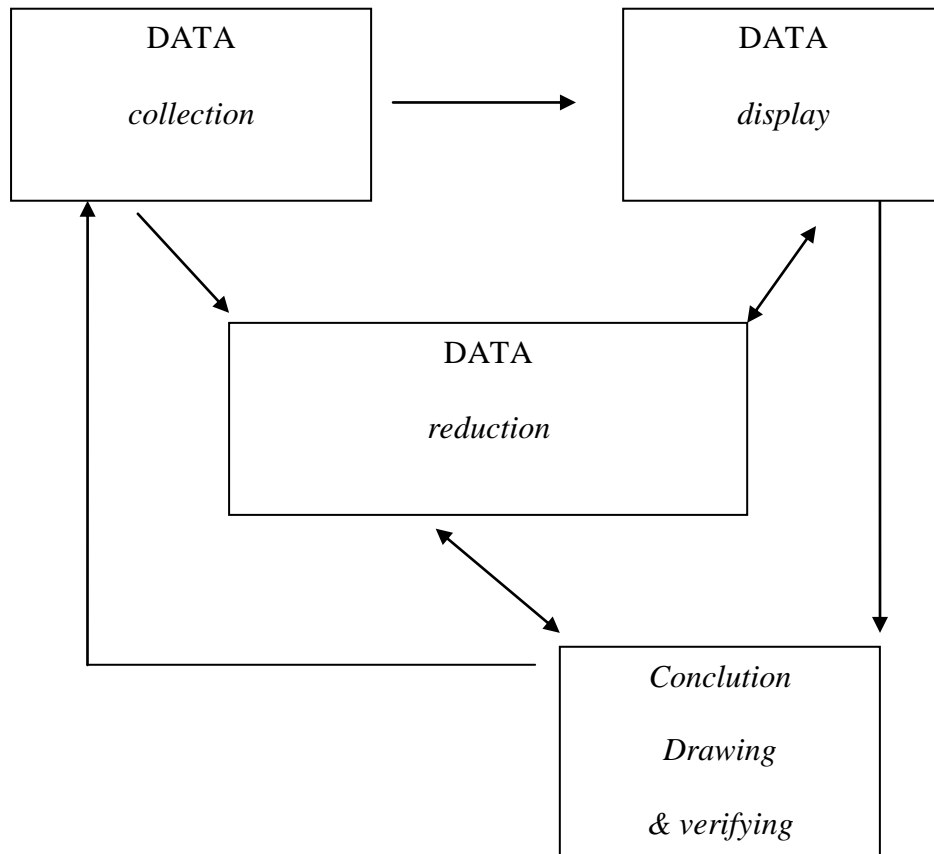 DATA
collection
DATA
display
DATA
reduction
Conclution
Drawing
& verifying